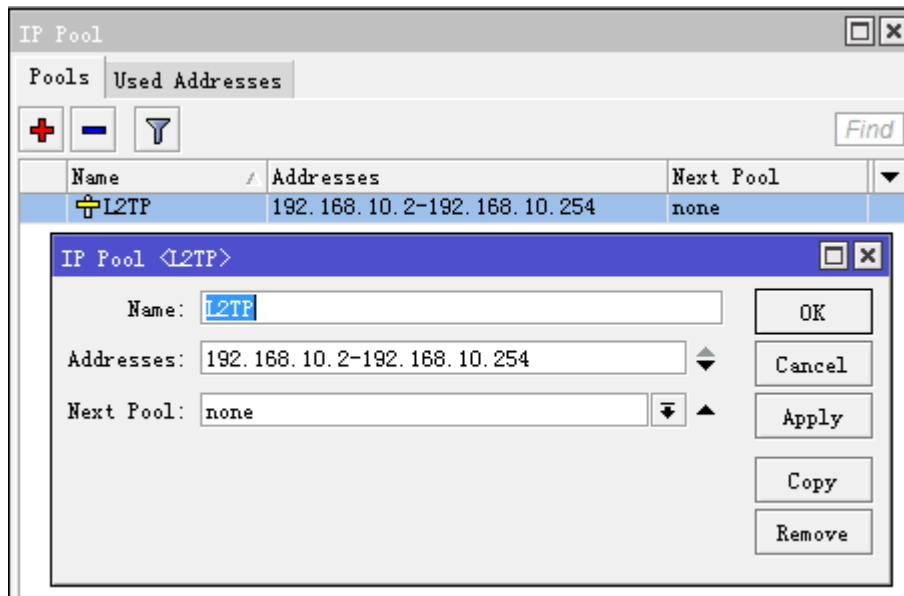 IP Pool
Pools Used Addresses
Find
Name Addresses Next Pool
L2TP 192.168.10.2-192.168.10.254 none
IP Pool <L2TP>
Name: L2TP OK
Addresses: 192.168.10.2-192.168.10.254 Cancel
Next Pool: none Apply
Copy
Remove